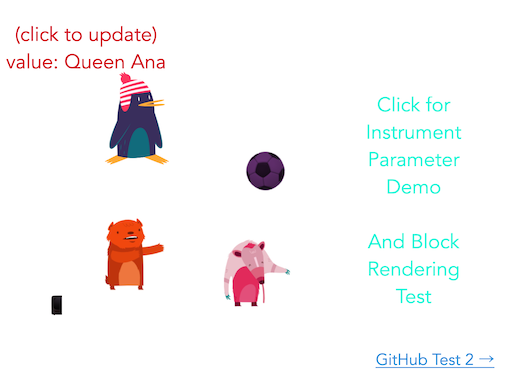 (click to update)
value: Queen Ana
Click for
Instrument
Parameter
Demo
And Block
Rendering
Test
GitHub Test 2 →